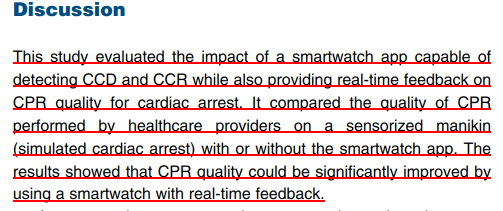 Discussion
This study evaluated the impact of a smartwatch app capable of
detecting CCD and CCR while also providing real-time feedback on
CPR quality for cardiac arrest. It compared the quality of CPR
performed by healthcare providers on a sensorized manikin
(simulated cardiac arrest) with or without the smartwatch app. The
results showed that CPR quality could be significantly improved by
using a smartwatch with real-time feedback.